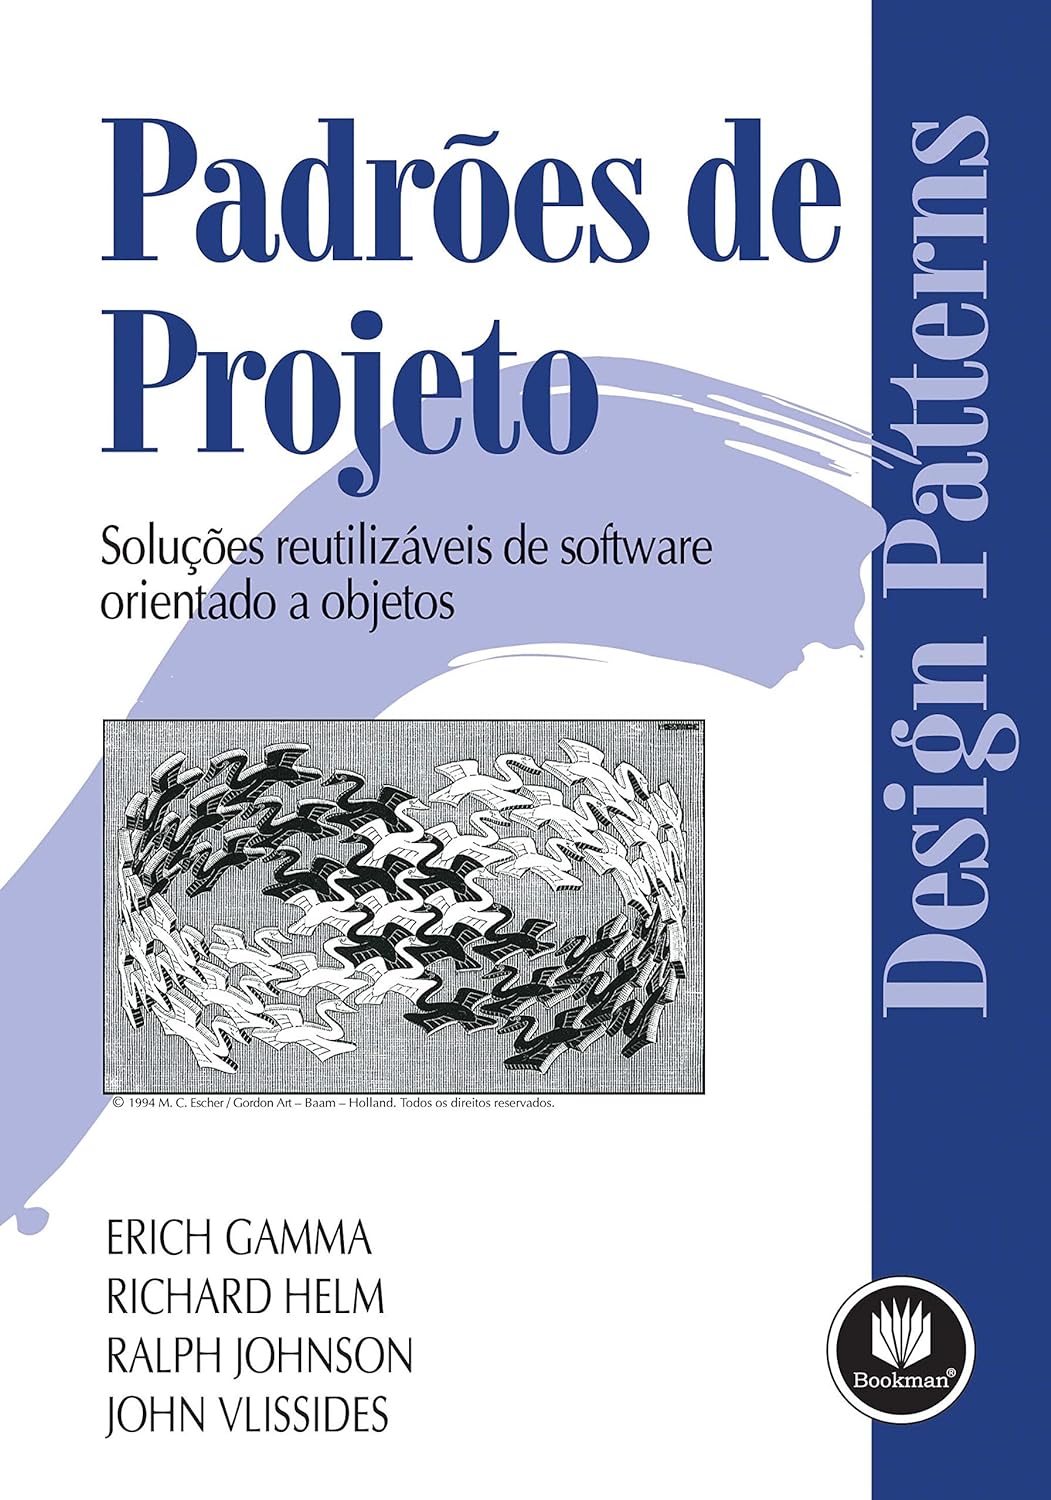 Padrões de
Projeto
Soluções reutilizáveis de software
orientado a objetos
Design Patterns
© 1994 M. C. Escher / Gordon Art – Baam – Holland. Todos os direitos reservados.
ERICH GAMMA
RICHARD HELM
RALPH JOHNSON
JOHN VLISSIDES
Bookman®